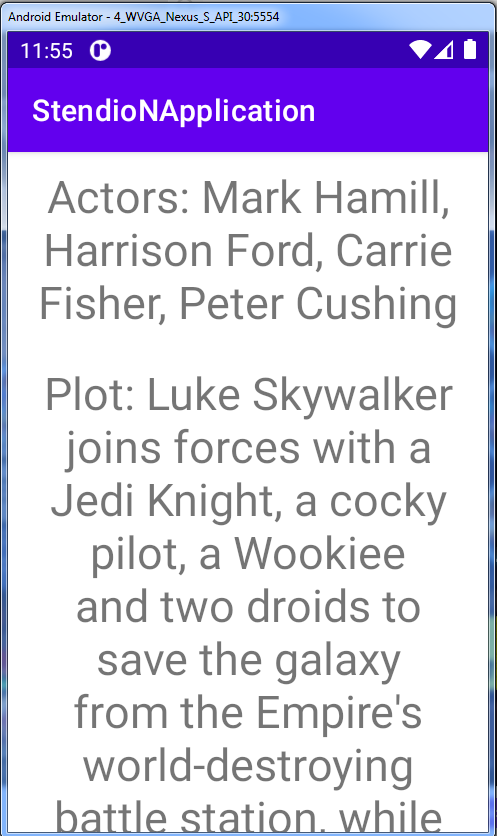 Android Emulator - 4_WVGA_Nexus_S_API_30:5554
11:55
StendioNApplication
Actors: Mark Hamill,
Harrison Ford, Carrie
Fisher, Peter Cushing
Plot: Luke Skywalker
joins forces with a
Jedi Knight, a cocky
pilot, a Wookiee
and two droids to
save the galaxy
from the Empire's
world-destroying
battle station, while